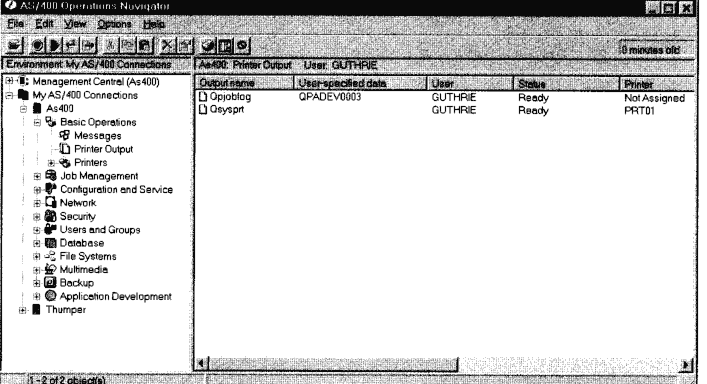 AS/400 Operations Navigator
File Edit View Options Help
0 minutes old
Environment: My AS/400 Connections
As400: Printer Output User: GUTHRIE
Management Central (As400)
My AS/400 Connections
As400
Basic Operations
Messages
Printer Output
Printers
Job Management
Configuration and Service
Network
Security
Users and Groups
Database
File Systems
Multimedia
Backup
Application Development
Thumper
Output name User-specified data User Status Printer
Qpjoblog QPADEV0003 GUTHRIE Ready Not Assigned
Qsysprt GUTHRIE Ready PRT01
1 - 2 of 2 object(s)